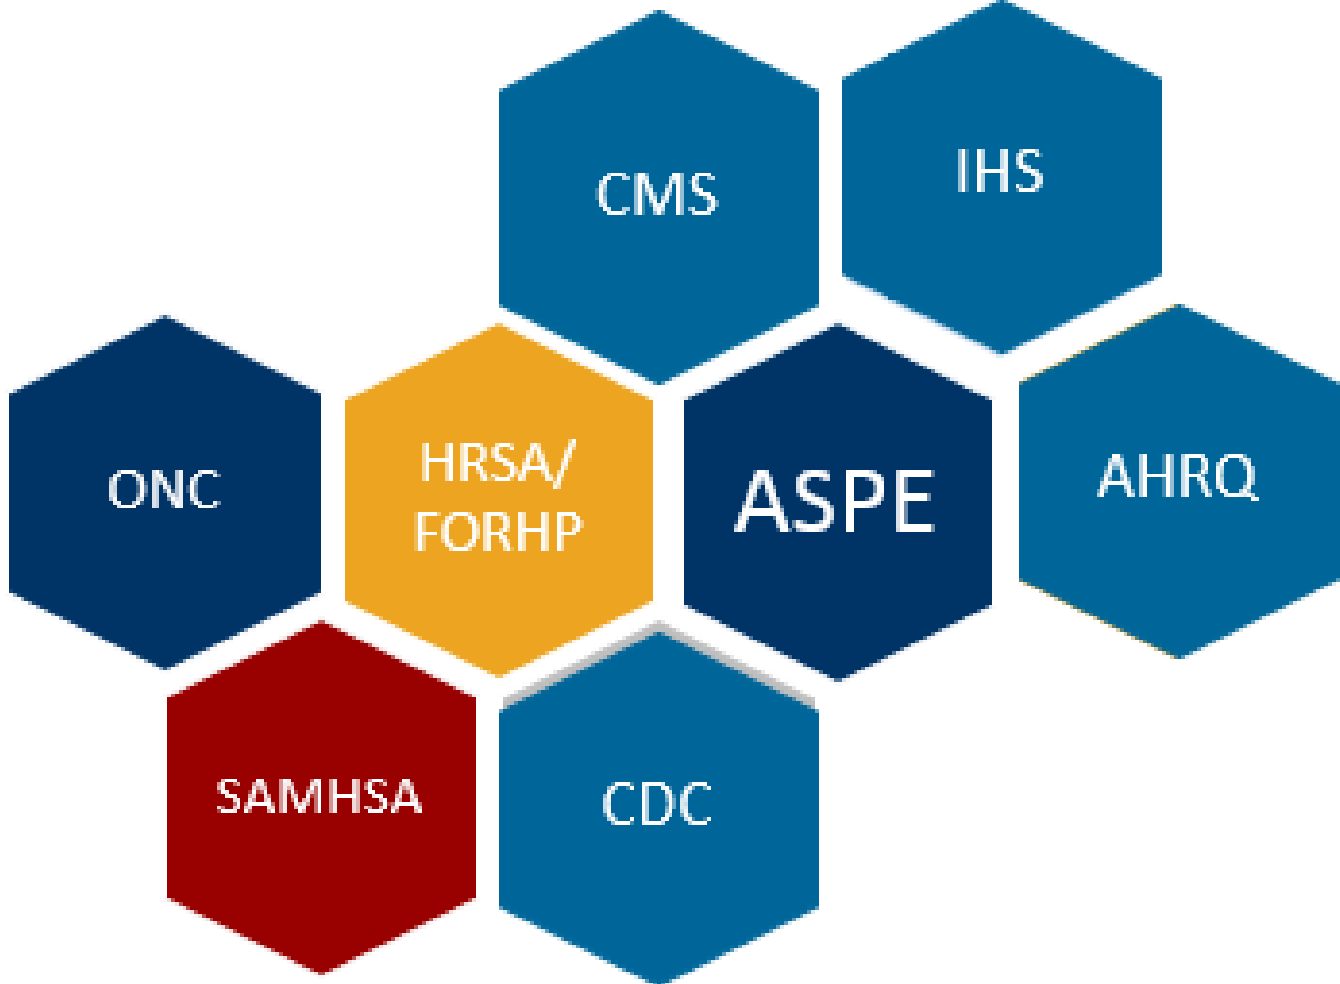 CMS
IHS
ONC
HRSA/
FORHP
ASPE
AHRQ
SAMHSA
CDC